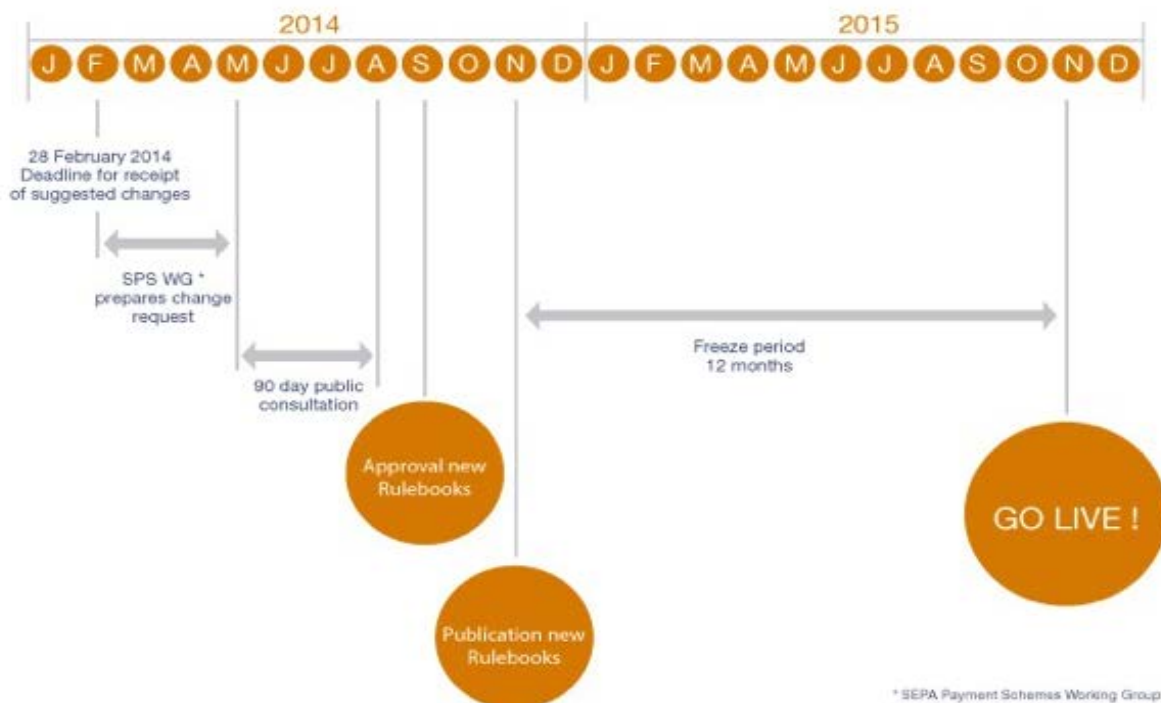 2014
2015
J F M A M J J A S O N D J F M A M J J A S O N D
28 February 2014
Deadline for receipt
of suggested changes
SPS WG *
prepares change
request
90 day public
consultation
Freeze period
12 months
Approval new
Rulebooks
GO LIVE !
Publication new
Rulebooks
* SEPA Payment Schemes Working Group